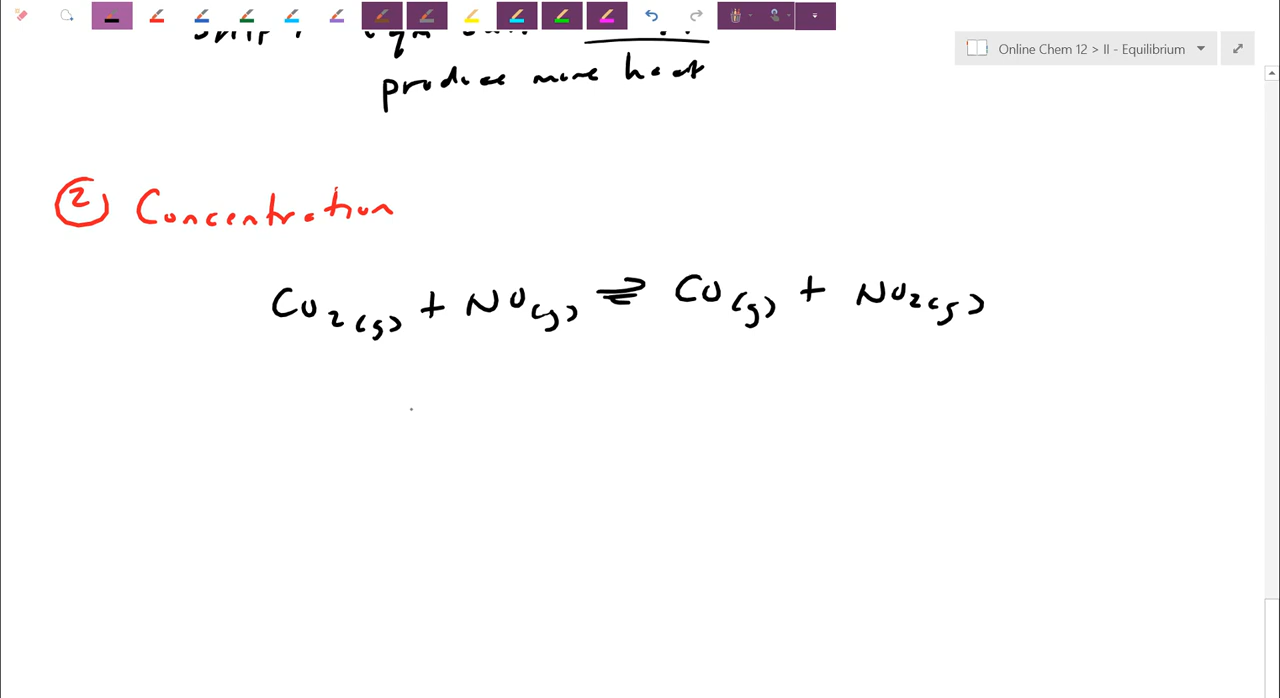 Online Chem 12 > II - Equilibrium
produce more heat
② Concentration
CO₂(g) + NO(g) ⇌ CO(g) + NO₂(g)